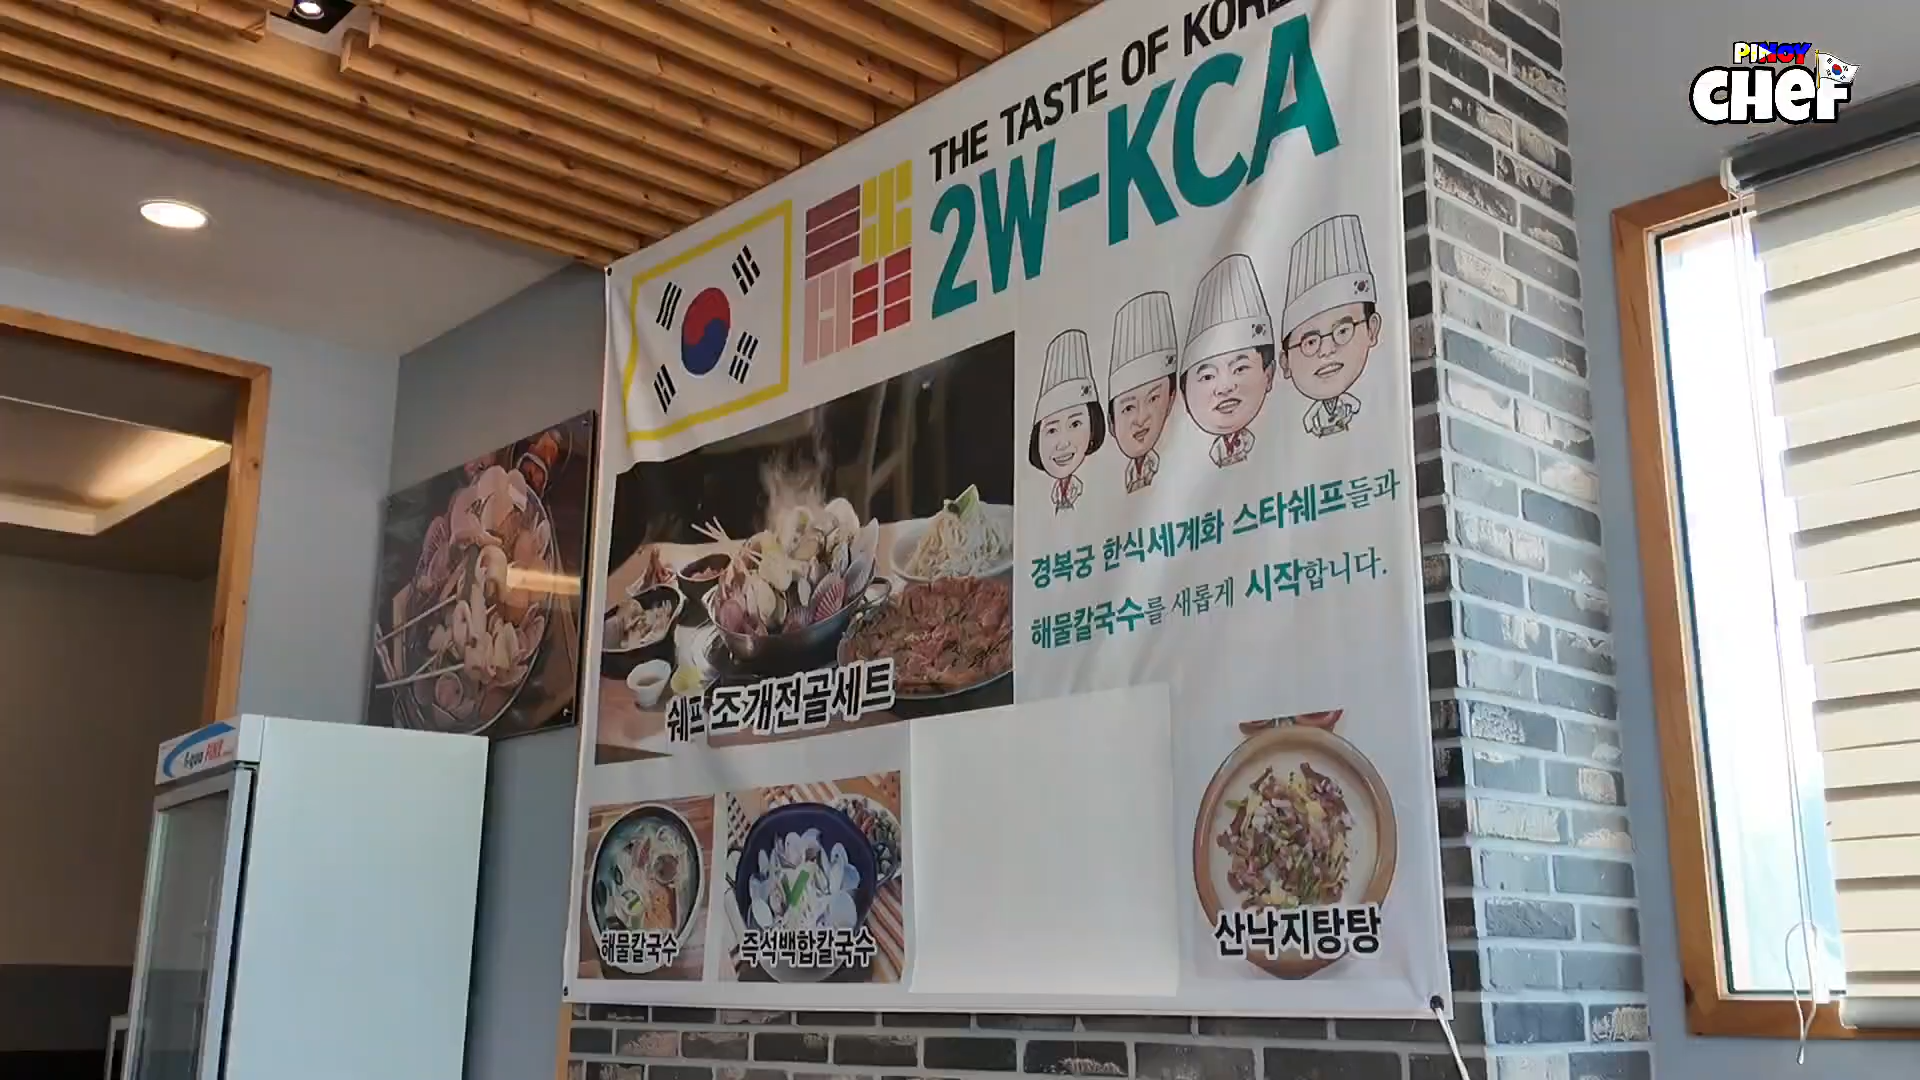 PINOY
CHEF
THE TASTE OF KOREA
2W-KCA
경복궁 한식세계화 스타쉐프들과
해물칼국수를 새롭게 시작합니다.
쉐프 조개전골세트
해물칼국수
즉석백합칼국수
산낙지탕탕